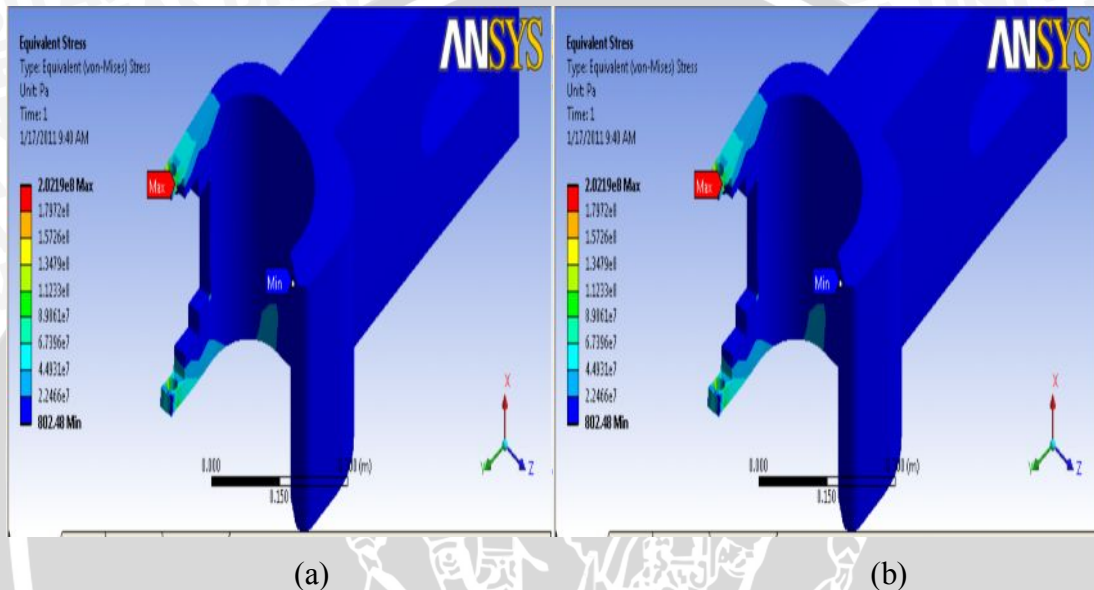 Equivalent Stress
Type: Equivalent (von-Mises) Stress
Unit: Pa
Time: 1
1/17/2011 9:40 AM
ANSYS
2.0219e8 Max
1.7972e8
1.5726e8
1.3479e8
1.1233e8
8.9861e7
6.7396e7
4.4931e7
2.2466e7
802.48 Min
Max
Min
X
Y
Z
0.000
(m)
0.150
Equivalent Stress
Type: Equivalent (von-Mises) Stress
Unit: Pa
Time: 1
1/17/2011 9:40 AM
ANSYS
2.0219e8 Max
1.7972e8
1.5726e8
1.3479e8
1.1233e8
8.9861e7
6.7396e7
4.4931e7
2.2466e7
802.48 Min
Max
Min
X
Y
Z
0.000
(m)
0.150
(a)
(b)